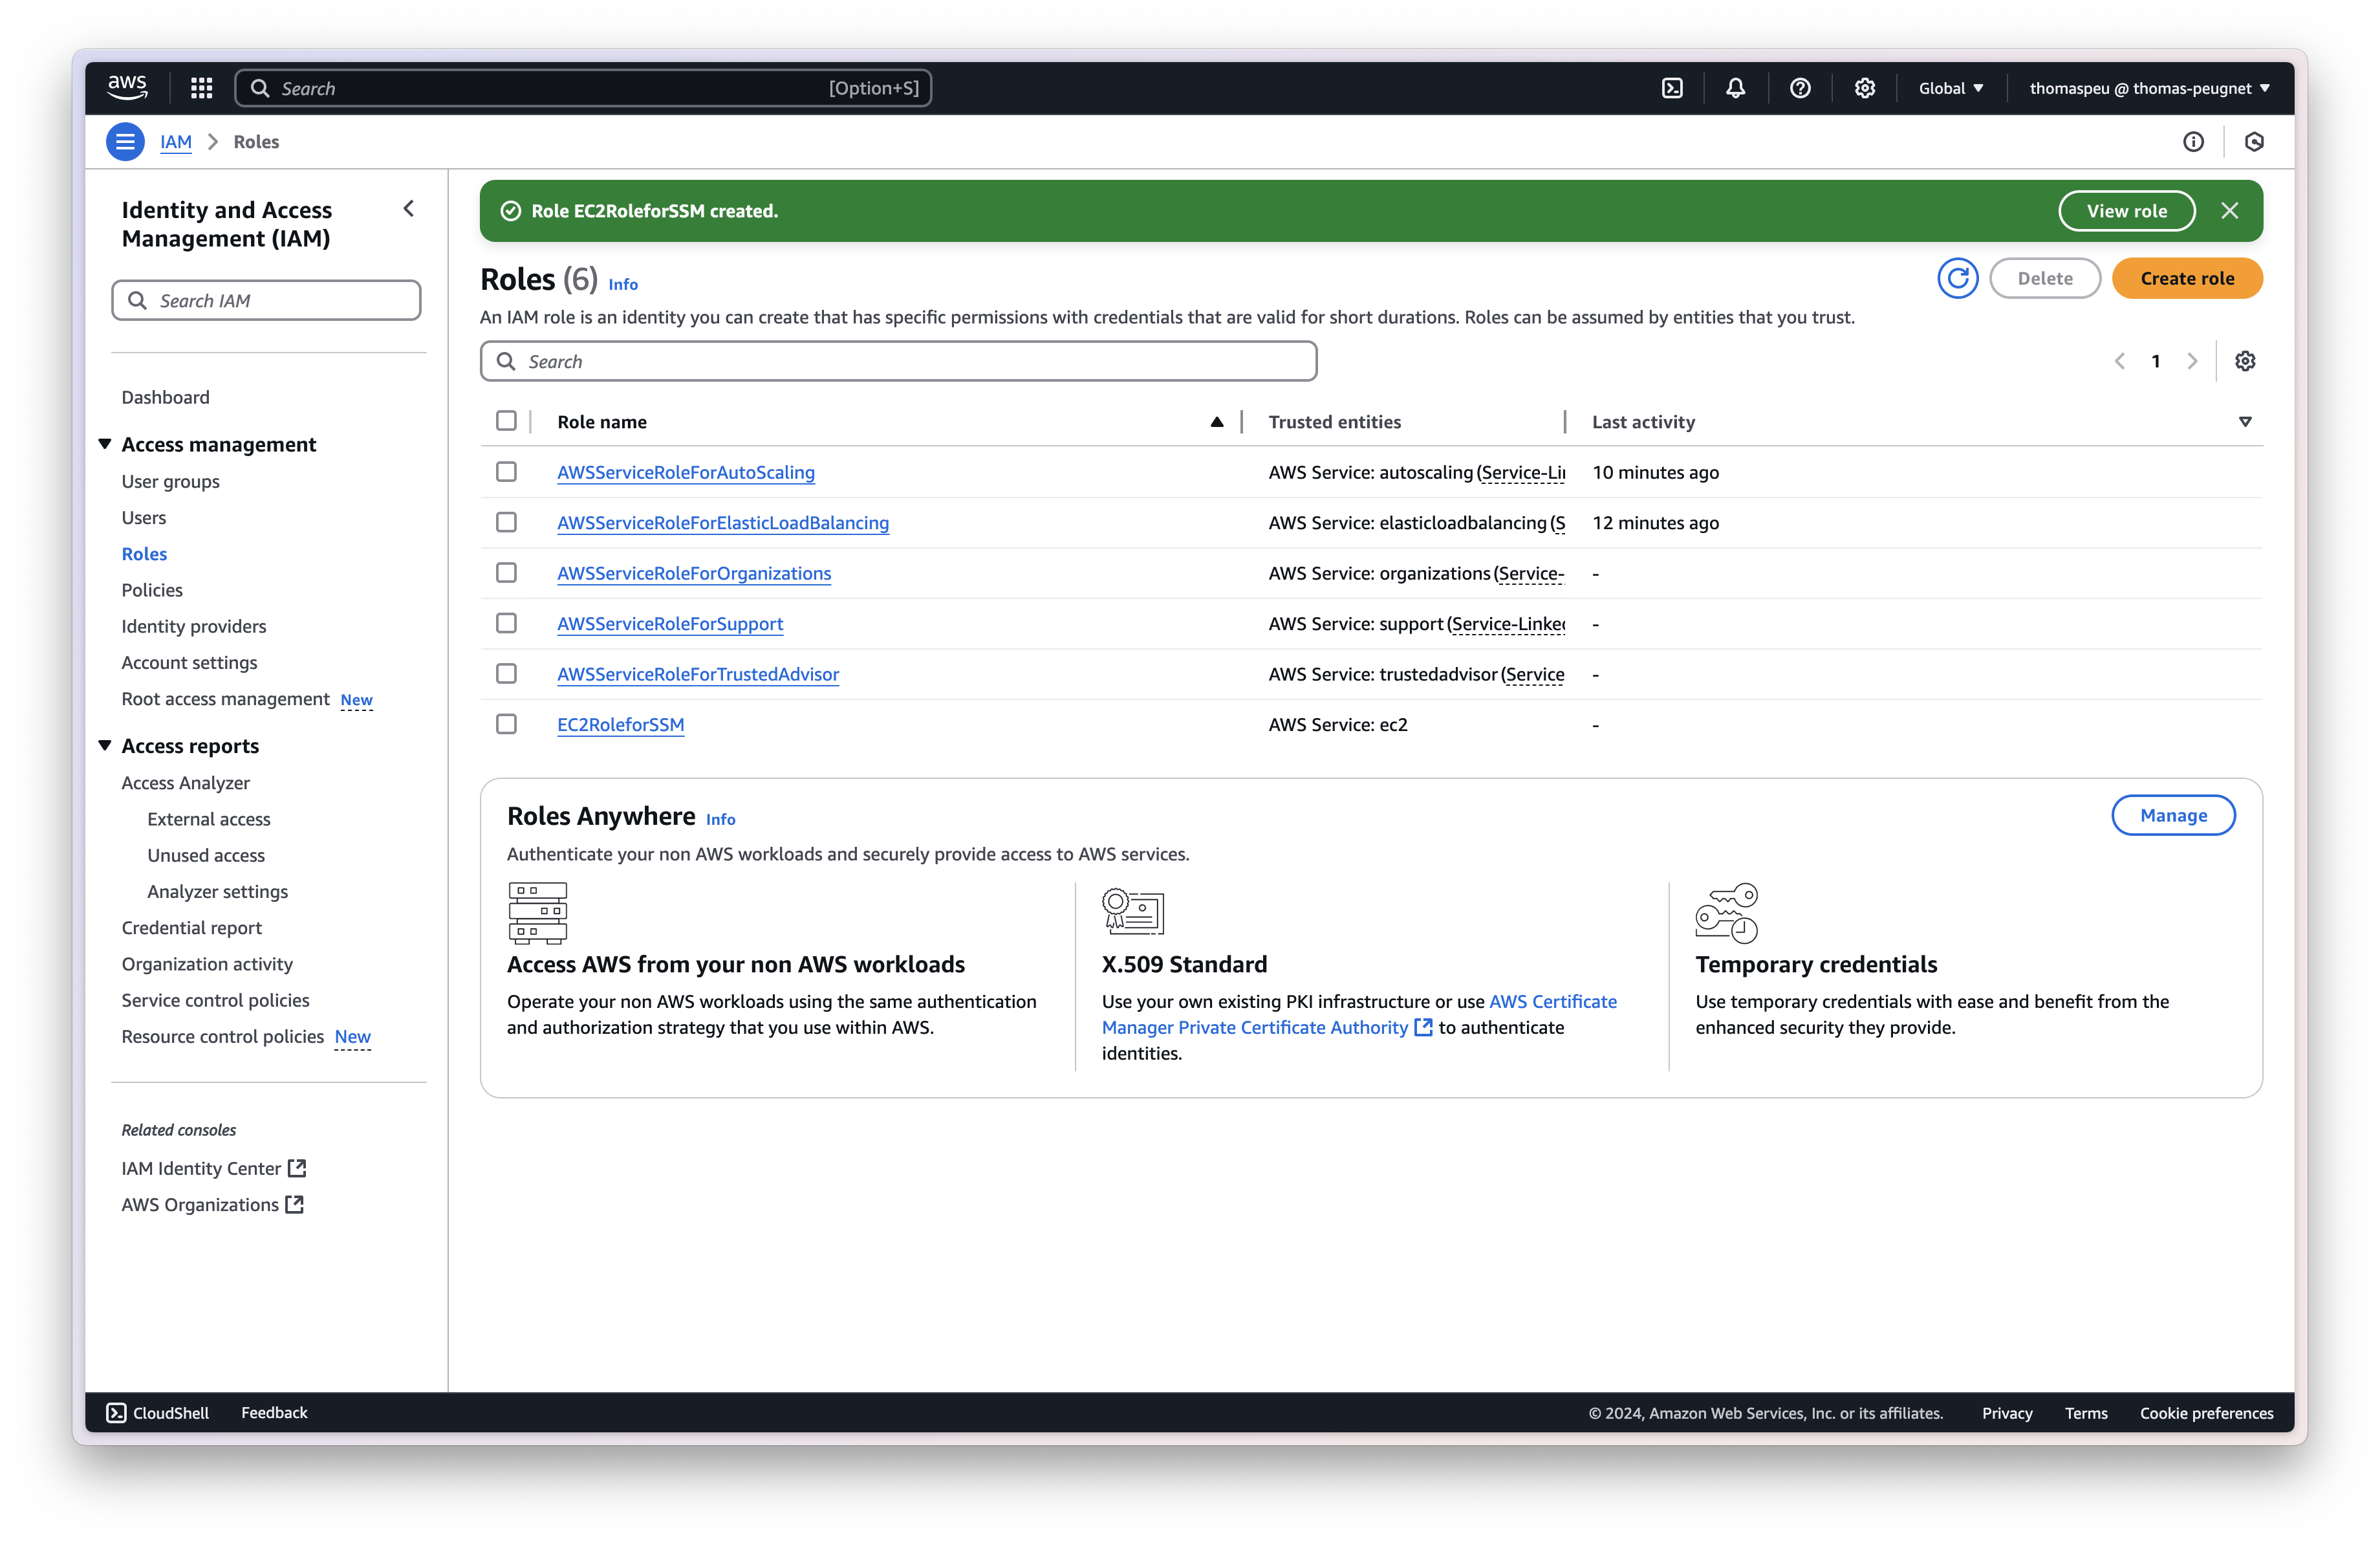 aws
Search
[Option+S]
Global
thomaspeu @ thomas-peugnet
IAM
Roles
Identity and Access
Management (IAM)
Search IAM
Dashboard
Access management
User groups
Users
Roles
Policies
Identity providers
Account settings
Root access management New
Access reports
Access Analyzer
External access
Unused access
Analyzer settings
Credential report
Organization activity
Service control policies
Resource control policies New
Related consoles
IAM Identity Center
AWS Organizations
Role EC2RoleforSSM created.
View role
Roles (6) Info
Delete
Create role
An IAM role is an identity you can create that has specific permissions with credentials that are valid for short durations. Roles can be assumed by entities that you trust.
Search
1
Role name Trusted entities Last activity
AWSServiceRoleForAutoScaling AWS Service: autoscaling (Service-Li 10 minutes ago
AWSServiceRoleForElasticLoadBalancing AWS Service: elasticloadbalancing (S 12 minutes ago
AWSServiceRoleForOrganizations AWS Service: organizations (Service- -
AWSServiceRoleForSupport AWS Service: support (Service-Linke -
AWSServiceRoleForTrustedAdvisor AWS Service: trustedadvisor (Service -
EC2RoleforSSM AWS Service: ec2 -
Roles Anywhere Info
Manage
Authenticate your non AWS workloads and securely provide access to AWS services.
Access AWS from your non AWS workloads
Operate your non AWS workloads using the same authentication
and authorization strategy that you use within AWS.
X.509 Standard
Use your own existing PKI infrastructure or use AWS Certificate
Manager Private Certificate Authority to authenticate
identities.
Temporary credentials
Use temporary credentials with ease and benefit from the
enhanced security they provide.
CloudShell
Feedback
© 2024, Amazon Web Services, Inc. or its affiliates.
Privacy
Terms
Cookie preferences